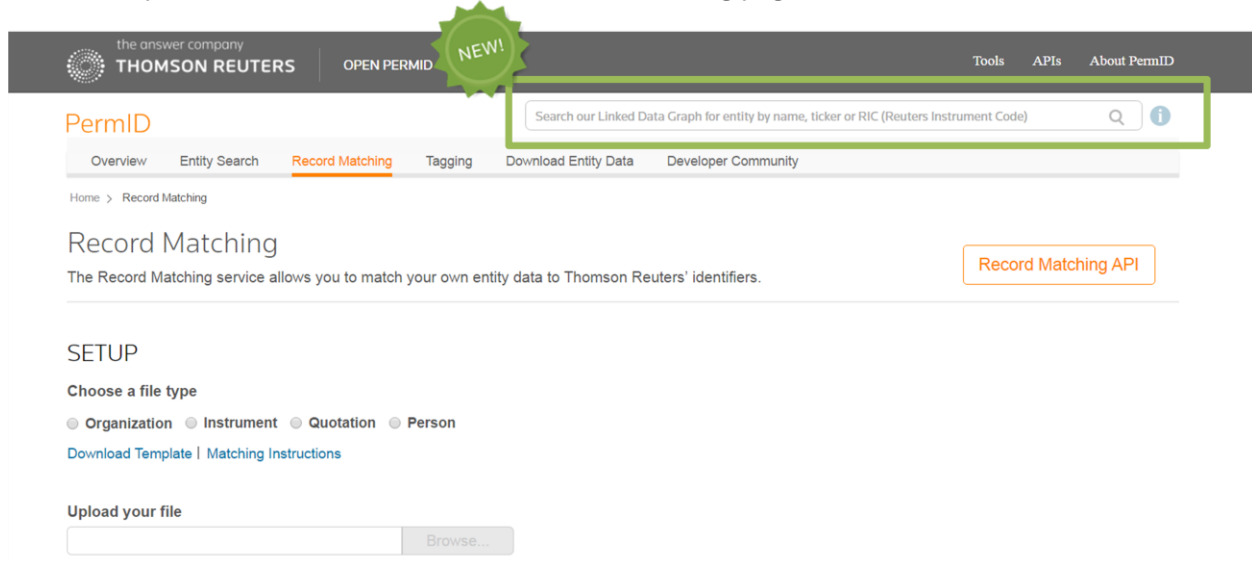 the answer company
THOMSON REUTERS
OPEN PERMID
NEW!
Tools APIs About PermID
PermID
Search our Linked Data Graph for entity by name, ticker or RIC (Reuters Instrument Code)
Overview Entity Search Record Matching Tagging Download Entity Data Developer Community
Home > Record Matching
Record Matching
The Record Matching service allows you to match your own entity data to Thomson Reuters’ identifiers.
Record Matching API
SETUP
Choose a file type
Organization Instrument Quotation Person
Download Template | Matching Instructions
Upload your file
Browse...